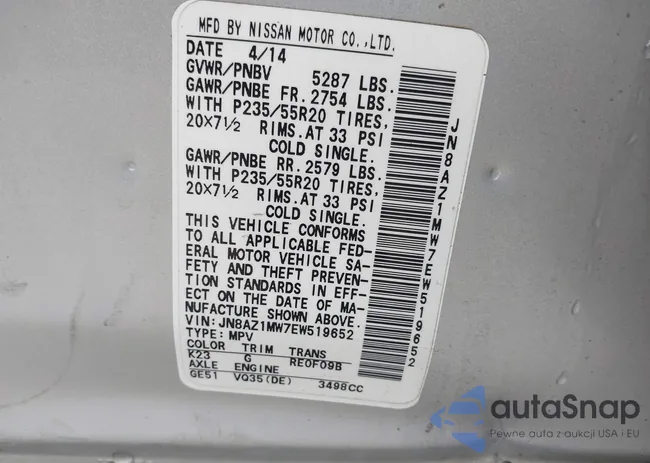 MFD BY NISSAN MOTOR CO.,LTD.
DATE 4/14
GVWR/PNBV 5287 LBS.
GAWR/PNBE FR. 2754 LBS.
WITH P235/55R20 TIRES,
20X7½ RIMS.AT 33 PSI
COLD SINGLE.
GAWR/PNBE RR. 2579 LBS.
WITH P235/55R20 TIRES,
20X7½ RIMS.AT 33 PSI
COLD SINGLE.
THIS VEHICLE CONFORMS
TO ALL APPLICABLE FED-
ERAL MOTOR VEHICLE SA-
FETY AND THEFT PREVEN-
TION STANDARDS IN EFF-
ECT ON THE DATE OF MA-
NUFACTURE SHOWN ABOVE.
VIN: JN8AZ1MW7EW519652
TYPE: MPV
COLOR TRIM TRANS
K23 G RE0F09B
AXLE ENGINE
GE51 VQ35(DE) 3498CC
JN8AZ1MW7EW519652
autaSnap
Pewne auta z aukcji USA i EU